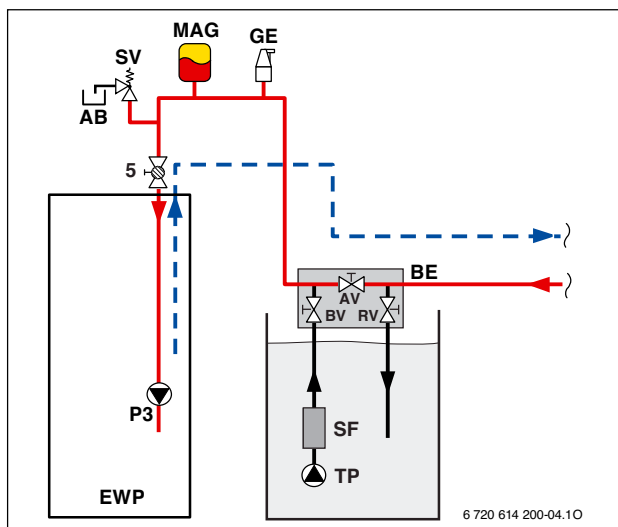 MAG
GE
SV
AB
5
BE
AV
BV
RV
P3
SF
TP
EWP
6 720 614 200-04.1O